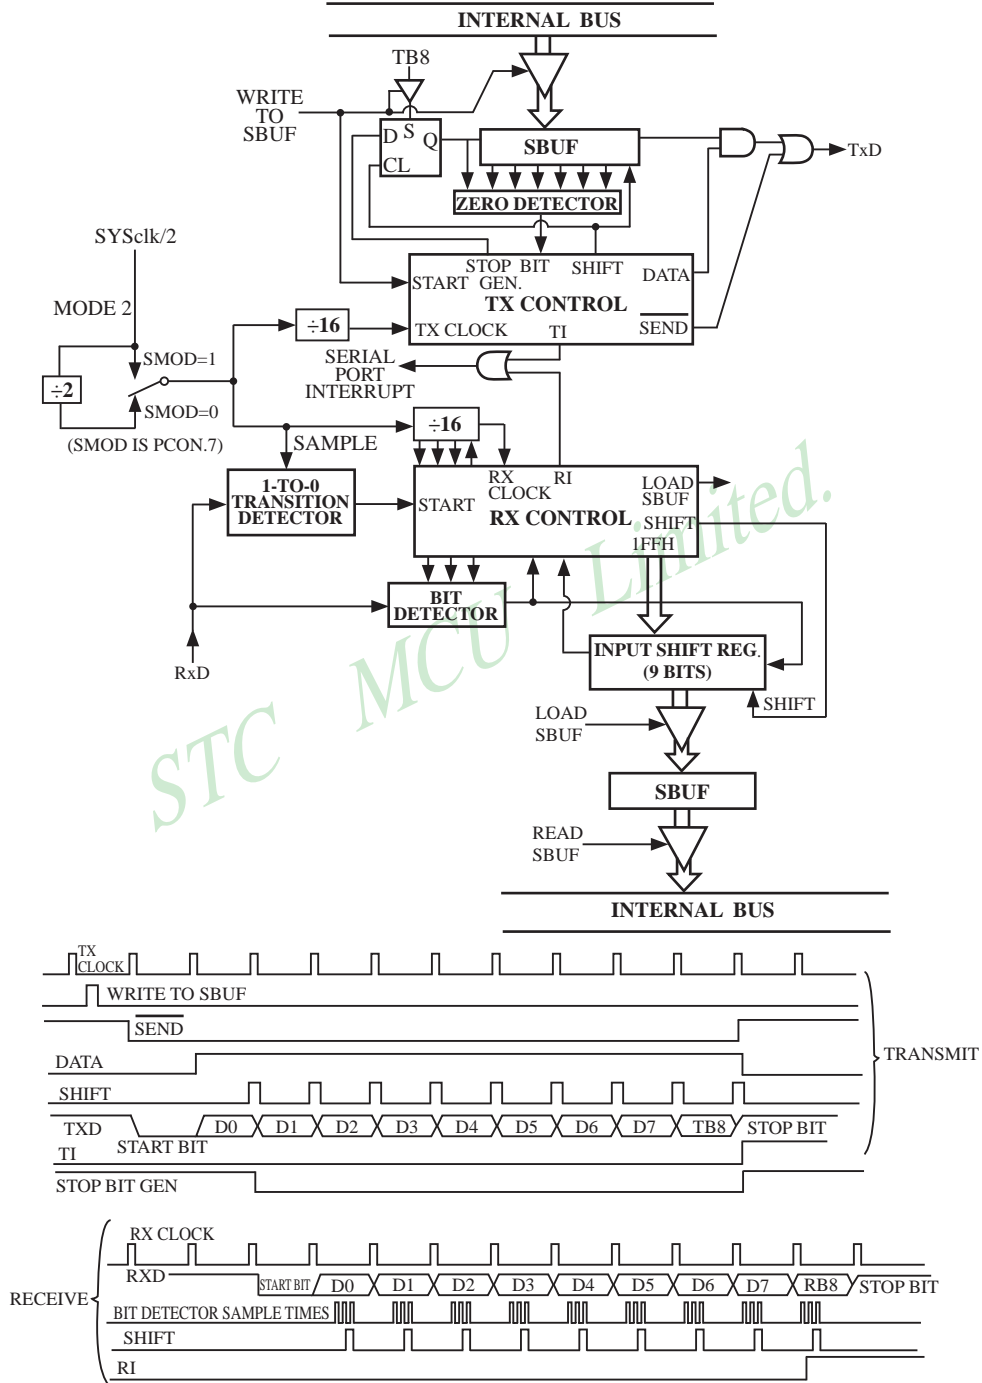 INTERNAL BUS
TB8
WRITE
TO
SBUF
D S Q
CL
SBUF
TxD
ZERO DETECTOR
SYSclk/2
STOP BIT SHIFT
DATA
START GEN.
TX CONTROL
MODE 2
÷16
TX CLOCK TI SEND
SMOD=1
SERIAL
PORT
INTERRUPT
÷2
SMOD=0
(SMOD IS PCON.7)
SAMPLE
÷16
1-TO-0
TRANSITION
DETECTOR
RX
CLOCK
RI
LOAD
SBUF
START
RX CONTROL
SHIFT
1FFH
BIT
DETECTOR
RxD
INPUT SHIFT REG.
(9 BITS)
SHIFT
LOAD
SBUF
SBUF
READ
SBUF
INTERNAL BUS
STC MCU Limited.
TX
CLOCK
WRITE TO SBUF
SEND
DATA
TRANSMIT
SHIFT
TXD START BIT D0 D1 D2 D3 D4 D5 D6 D7 TB8 STOP BIT
TI
STOP BIT GEN
RX CLOCK
RXD START BIT D0 D1 D2 D3 D4 D5 D6 D7 RB8 STOP BIT
RECEIVE
BIT DETECTOR SAMPLE TIMES
SHIFT
RI